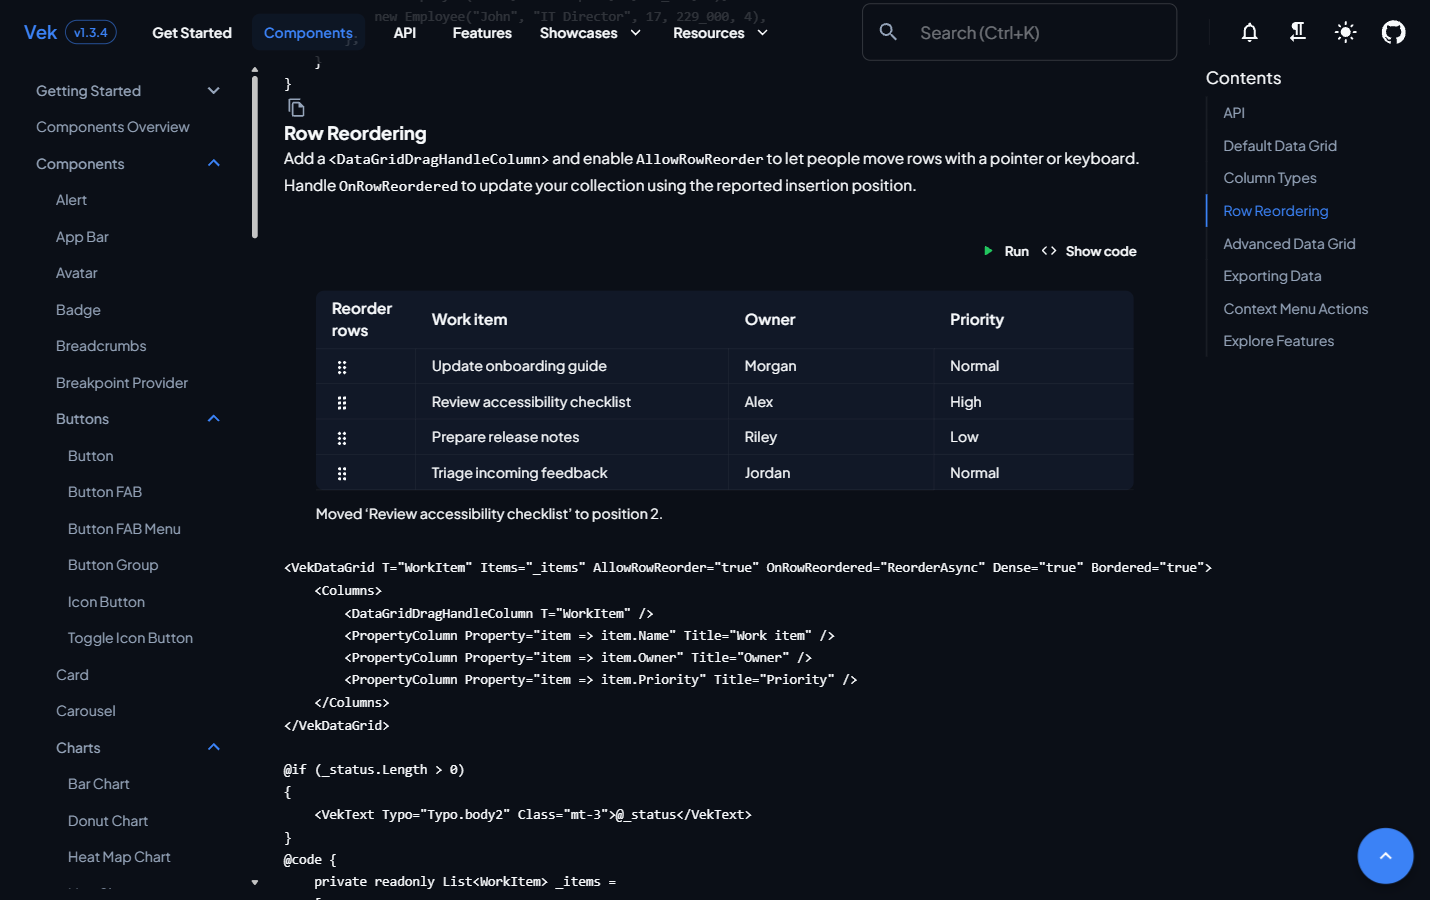 new Employee("John", "IT Director", 17, 229_000, 4),
Vek v1.3.4 Get Started Components API Features Showcases Resources Search (Ctrl+K)
}
}
Getting Started
Components Overview
Components
Alert
App Bar
Avatar
Badge
Breadcrumbs
Breakpoint Provider
Buttons
Button
Button FAB
Button FAB Menu
Button Group
Icon Button
Toggle Icon Button
Card
Carousel
Charts
Bar Chart
Donut Chart
Heat Map Chart
Row Reordering
Add a <DataGridDragHandleColumn> and enable AllowRowReorder to let people move rows with a pointer or keyboard.
Handle OnRowReordered to update your collection using the reported insertion position.
Run <> Show code
Reorder rows Work item Owner Priority
Update onboarding guide Morgan Normal
Review accessibility checklist Alex High
Prepare release notes Riley Low
Triage incoming feedback Jordan Normal
Moved ‘Review accessibility checklist’ to position 2.
<VekDataGrid T="WorkItem" Items="_items" AllowRowReorder="true" OnRowReordered="ReorderAsync" Dense="true" Bordered="true">
<Columns>
<DataGridDragHandleColumn T="WorkItem" />
<PropertyColumn Property="item => item.Name" Title="Work item" />
<PropertyColumn Property="item => item.Owner" Title="Owner" />
<PropertyColumn Property="item => item.Priority" Title="Priority" />
</Columns>
</VekDataGrid>
@if (_status.Length > 0)
{
<VekText Typo="Typo.body2" Class="mt-3">@_status</VekText>
}
@code {
private readonly List<WorkItem> _items =
Contents
API
Default Data Grid
Column Types
Row Reordering
Advanced Data Grid
Exporting Data
Context Menu Actions
Explore Features